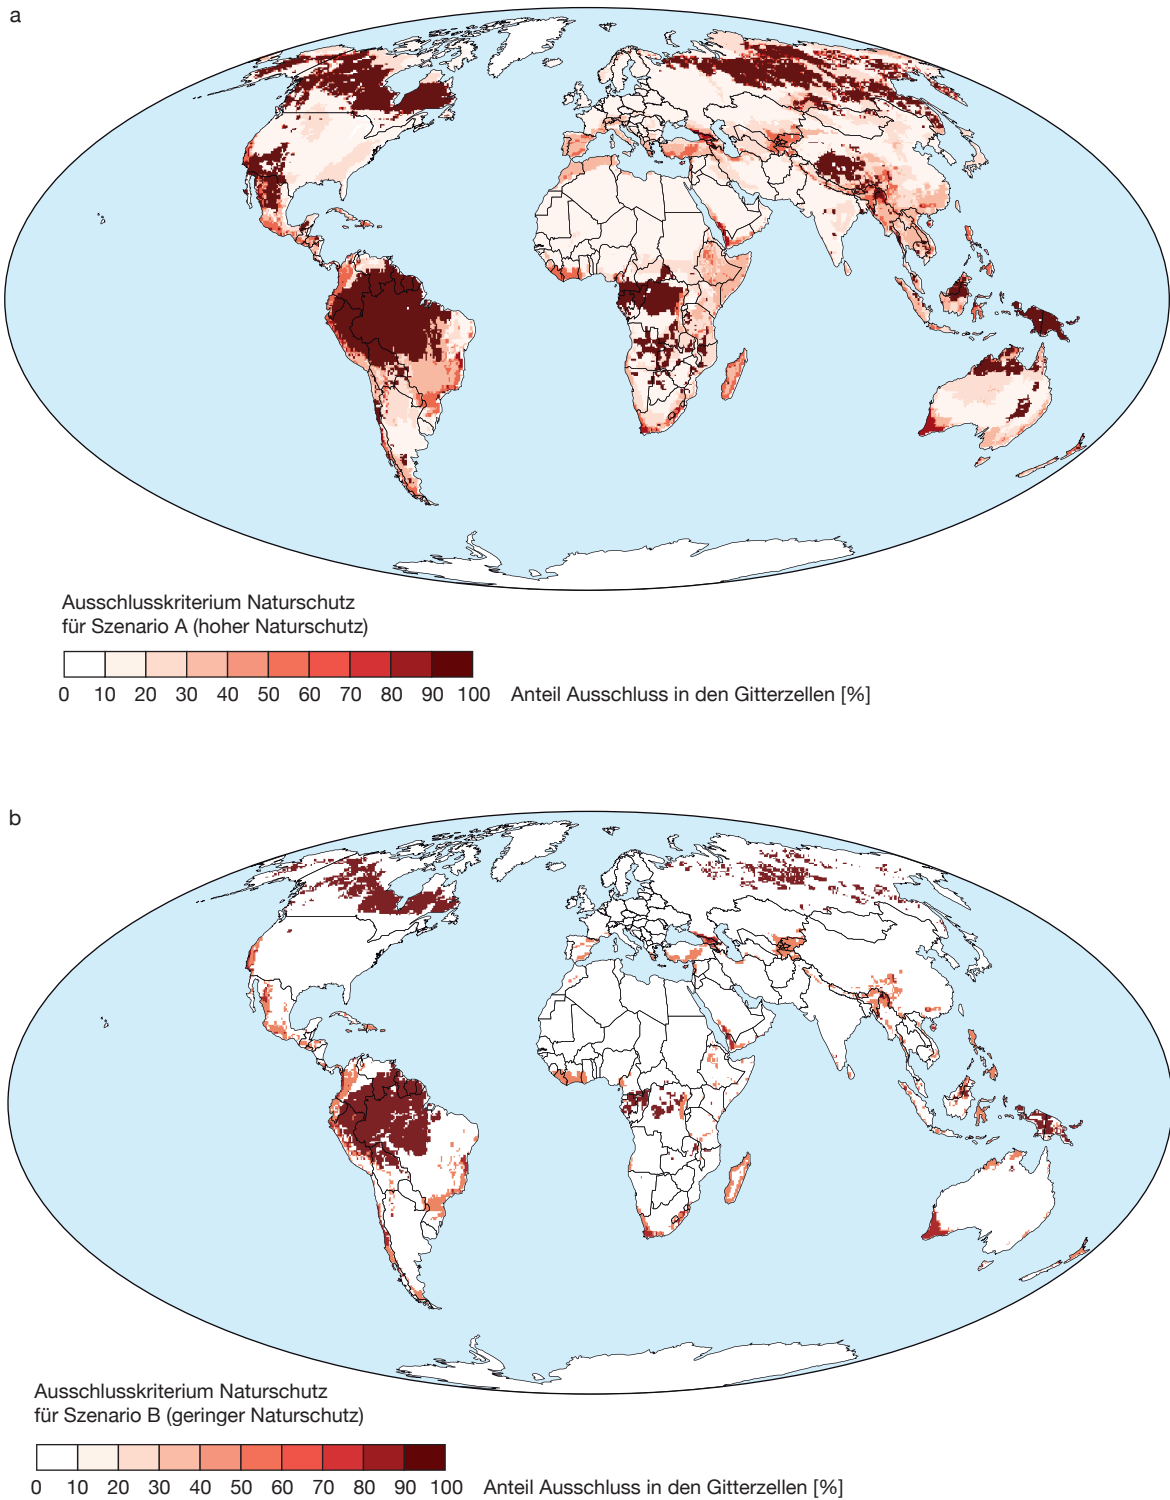 a
Ausschlusskriterium Naturschutz
für Szenario A (hoher Naturschutz)
0 10 20 30 40 50 60 70 80 90 100 Anteil Ausschluss in den Gitterzellen [%]
b
Ausschlusskriterium Naturschutz
für Szenario B (geringer Naturschutz)
0 10 20 30 40 50 60 70 80 90 100 Anteil Ausschluss in den Gitterzellen [%]